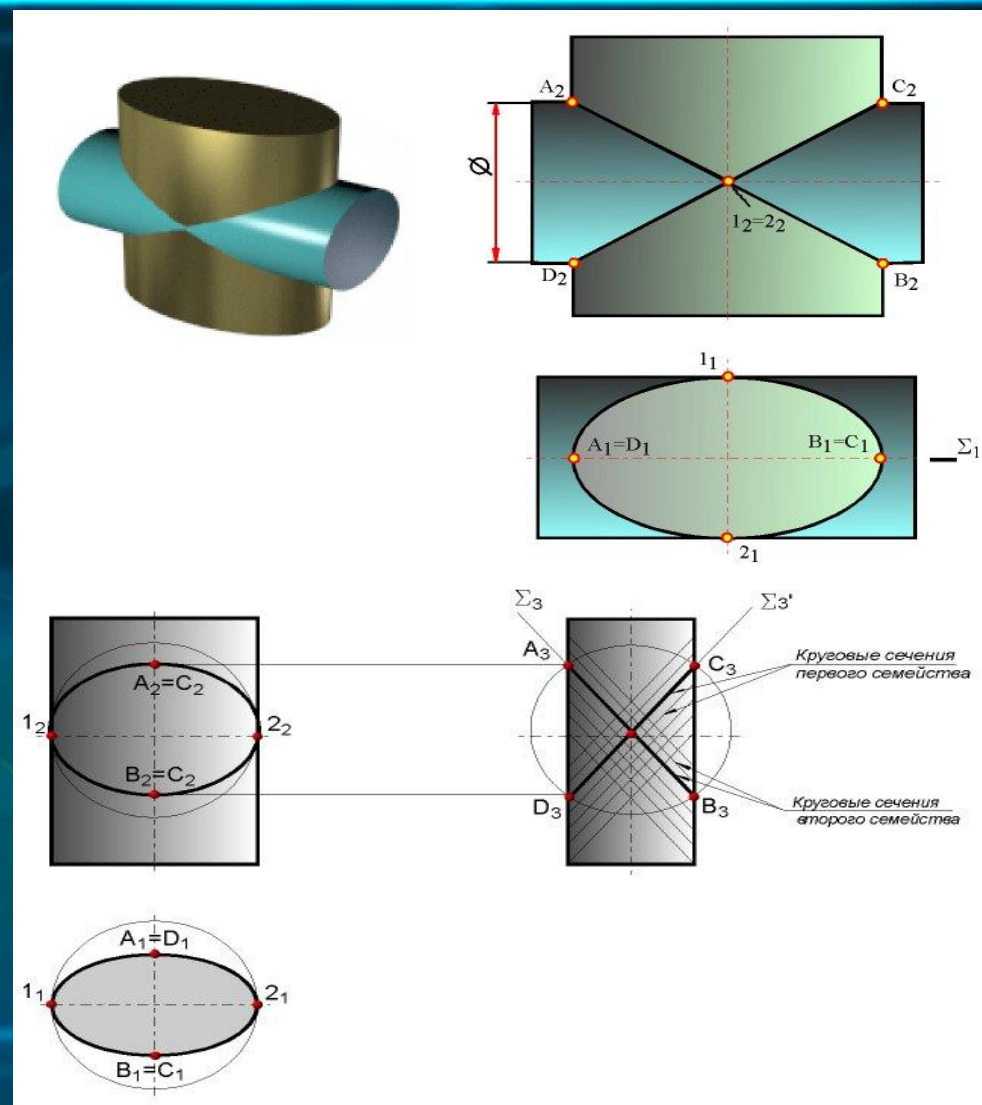 A₂
C₂
Ø
1₂=2₂
D₂
B₂
1₁
A₁=D₁
B₁=C₁
Σ₁
2₁
Σ₃
Σ₃'
A₃
C₃
Круговые сечения
первого семейства
A₂=C₂
1₂
2₂
B₂=C₂
D₃
B₃
Круговые сечения
второго семейства
A₁=D₁
1₁
2₁
B₁=C₁